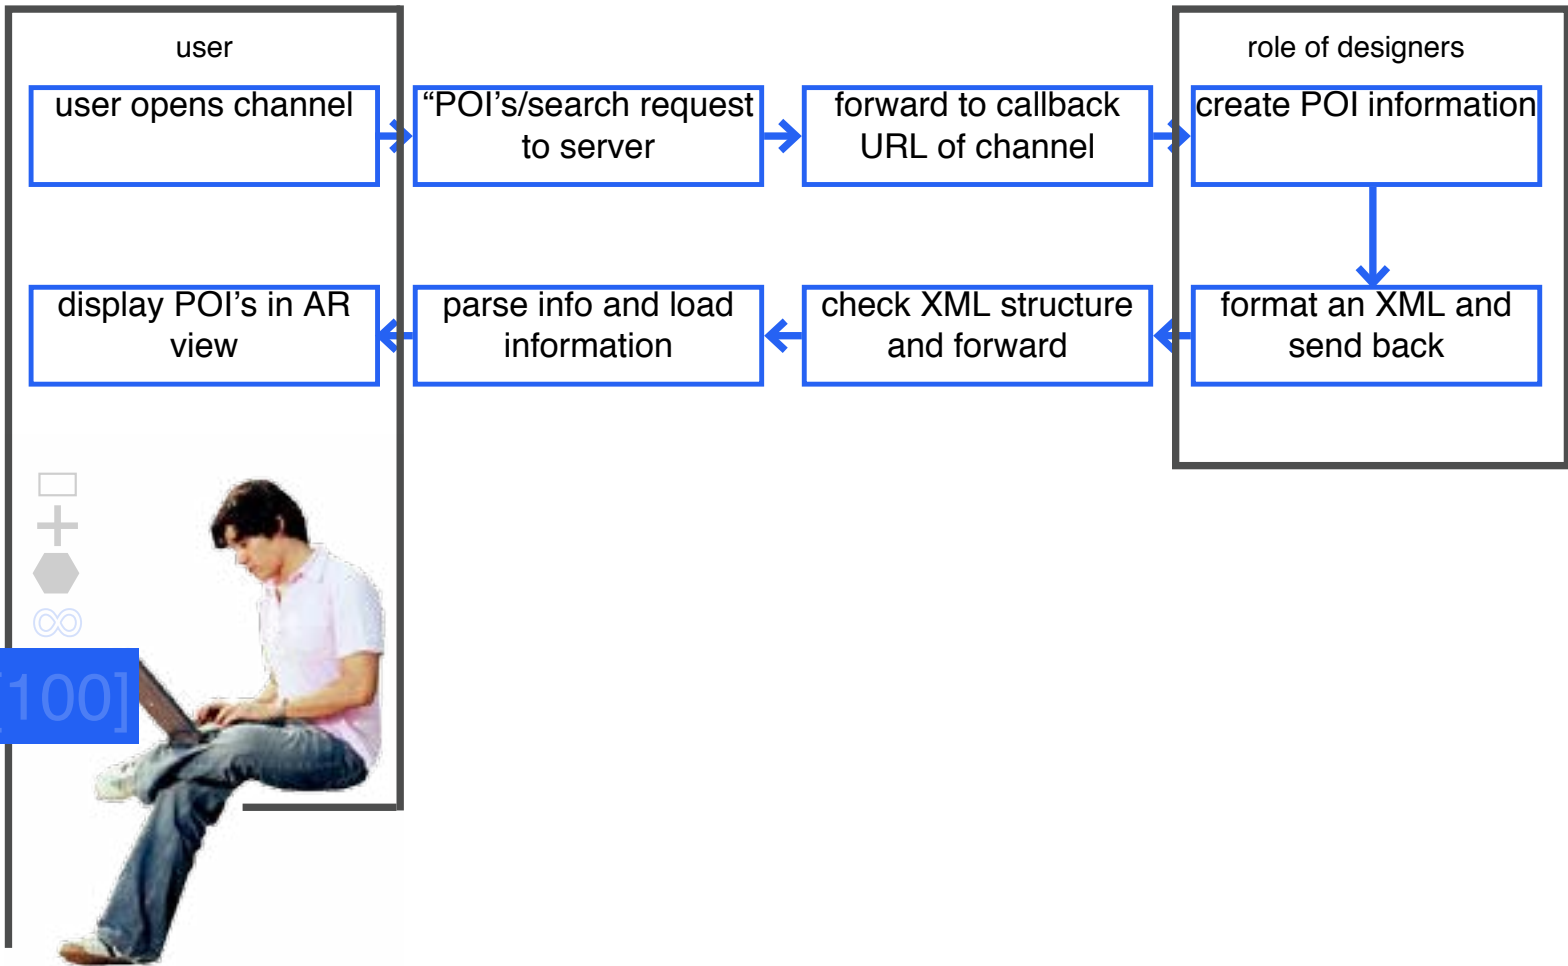 user
role of designers
user opens channel
“POI’s/search request
to server
forward to callback
URL of channel
create POI information
display POI’s in AR
view
parse info and load
information
check XML structure
and forward
format an XML and
send back
[100]